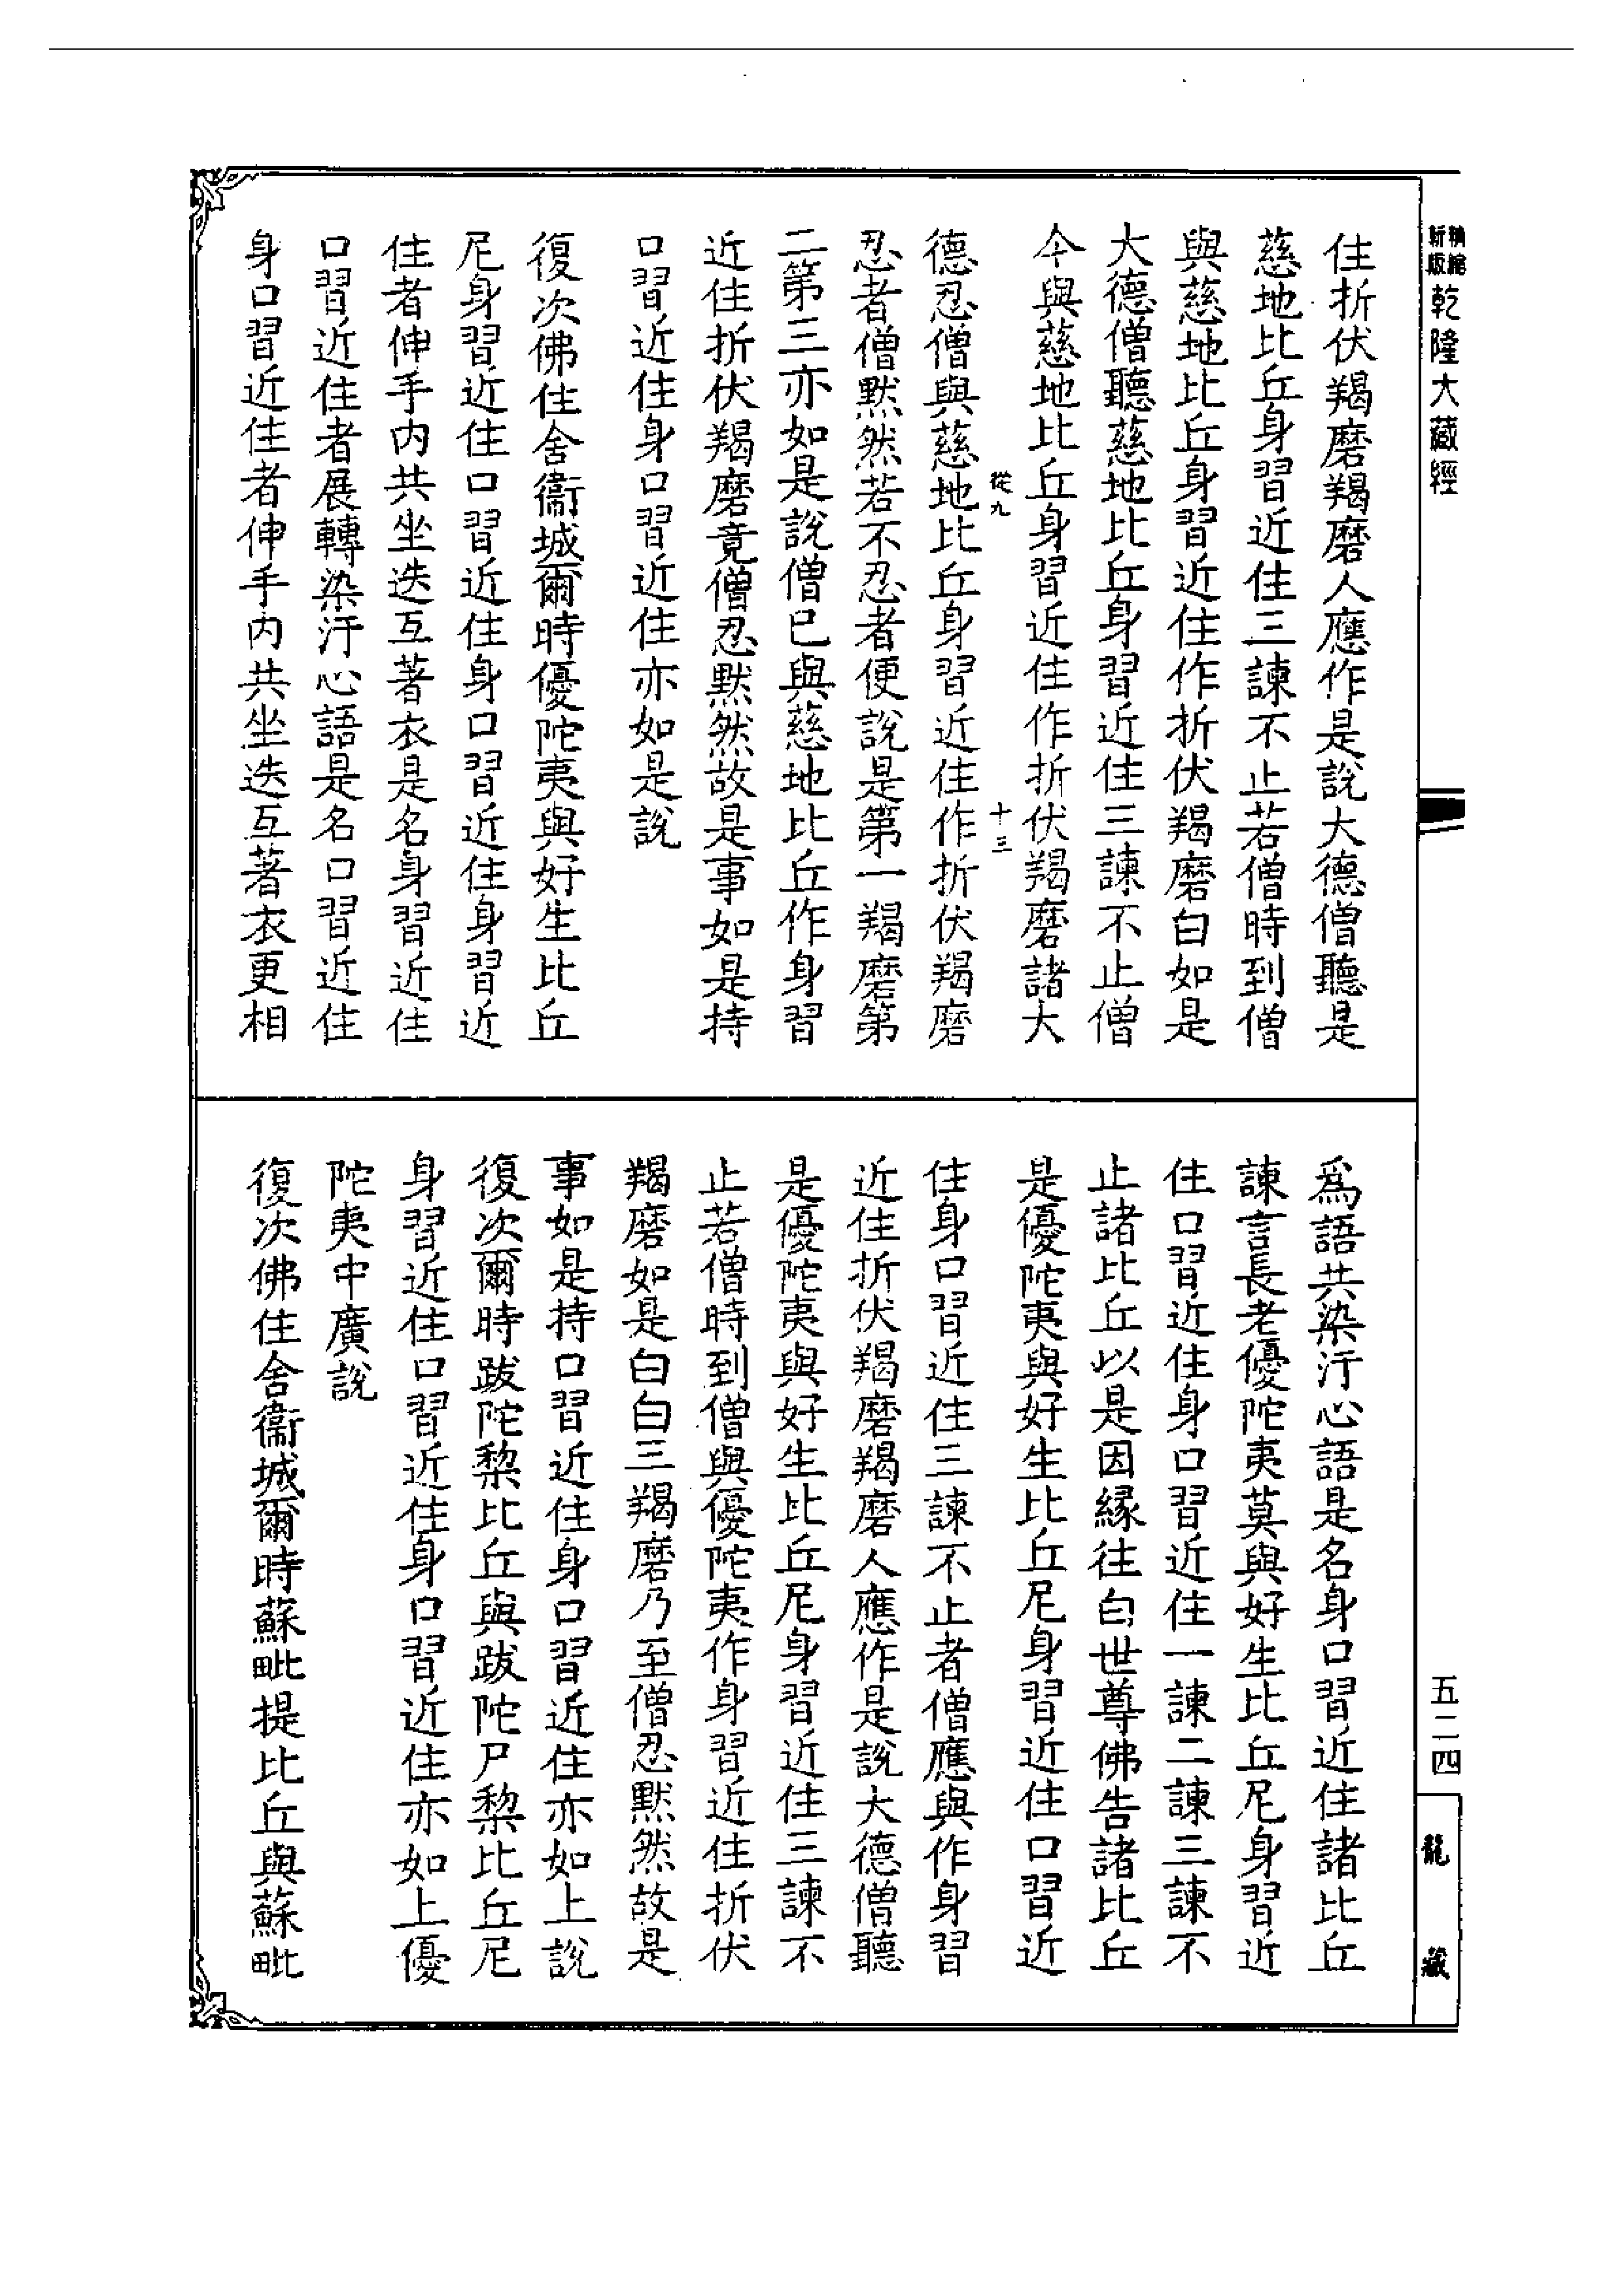 精縮新版乾隆大藏經
住折伏羯磨羯磨人應作是說大德僧聽是
慈地比丘身習近住三諫不止若僧時到僧
與慈地比丘身習近住作折伏羯磨白如是
大德僧聽慈地比丘身習近住三諫不止僧
今與慈地比丘身習近住作折伏羯磨諸大
從九 十三
德忍僧與慈地比丘身習近住作折伏羯磨
忍者僧默然若不忍者便說是第一羯磨第
二第三亦如是說僧已與慈地比丘作身習
近住折伏羯磨竟僧忍默然故是事如是持
口習近住身口習近住亦如是說
復次佛住舍衞城爾時優陀夷與好生比丘
尼身習近住口習近住身口習近住身習近
住者伸手内共坐迭互著衣是名身習近住
口習近住者展轉染汙心語是名口習近住
身口習近住者伸手内共坐迭互著衣更相
爲語共染汙心語是名身口習近住諸比丘
諫言長老優陀夷莫與好生比丘尼身習近
住口習近住身口習近住一諫二諫三諫不
止諸比丘以是因緣往白世尊佛告諸比丘
是優陀夷與好生比丘尼身習近住口習近
住身口習近住三諫不止者僧應與作身習
近住折伏羯磨羯磨人應作是說大德僧聽
是優陀夷與好生比丘尼身習近住三諫不
止若僧時到僧與優陀夷作身習近住折伏
羯磨如是白白三羯磨乃至僧忍默然故是
事如是持口習近住身口習近住亦如上說
復次爾時跋陀棃比丘與跋陀尸棃比丘尼
身習近住口習近住身口習近住亦如上優
陀夷中廣說
復次佛住舍衞城爾時蘇毗提比丘與蘇毗
五二四
龍藏